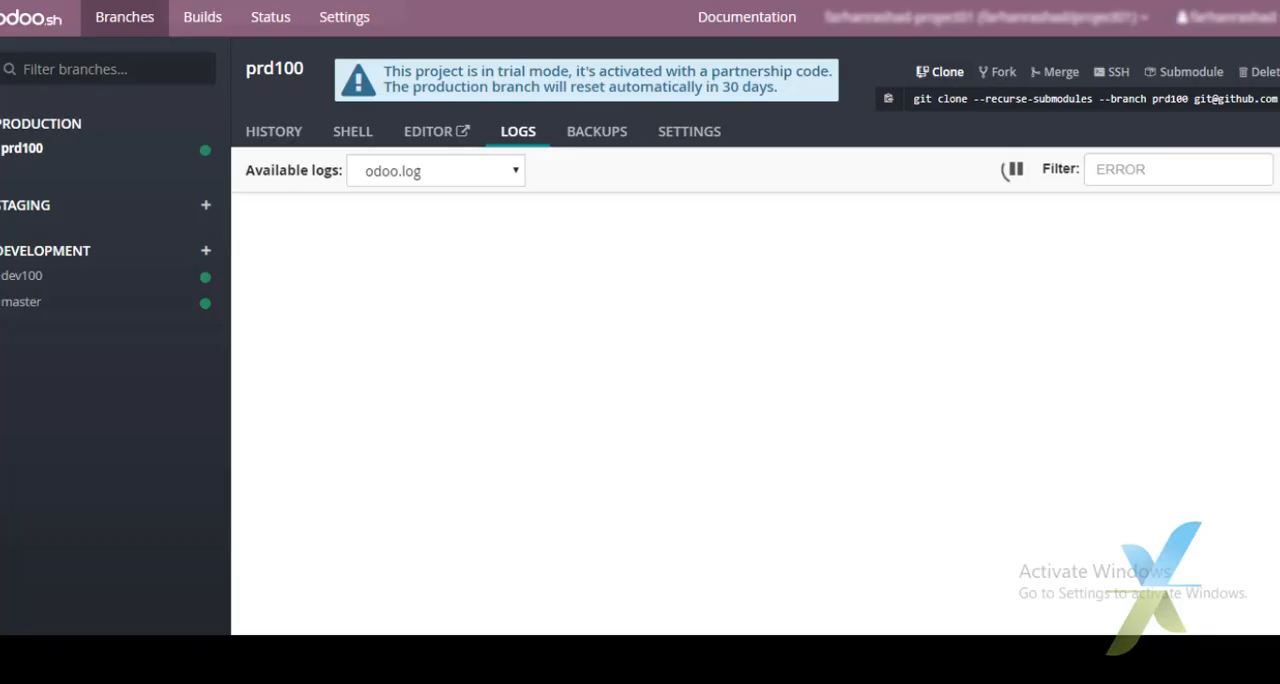 odoo.sh Branches Builds Status Settings Documentation
Filter branches...
prd100
This project is in trial mode, it's activated with a partnership code.
The production branch will reset automatically in 30 days.
Clone Fork Merge SSH Submodule Delet
git clone --recurse-submodules --branch prd100 git@github.com
HISTORY SHELL EDITOR LOGS BACKUPS SETTINGS
Available logs: odoo.log Filter: ERROR
PRODUCTION
prd100
STAGING +
DEVELOPMENT +
dev100
master
Activate Windows
Go to Settings to activate Windows.